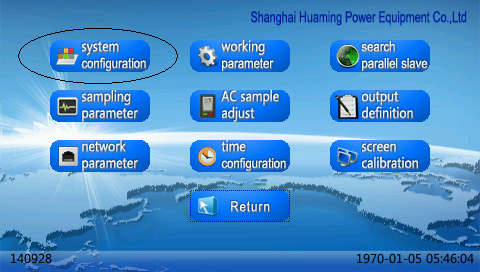 Shanghai Huaming Power Equipment Co.,Ltd
system
configuration
working
parameter
search
parallel slave
sampling
parameter
AC sample
adjust
output
definition
network
parameter
time
configuration
screen
calibration
Return
140928
1970-01-05 05:46:04